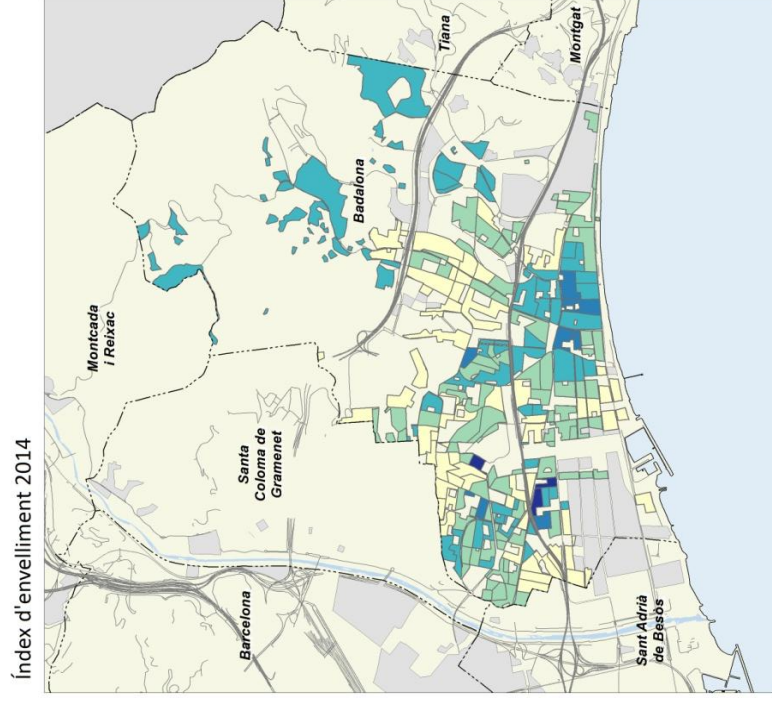 Índex d'envelliment 2014
Tiana
Montgat
Montcada
i Reixac
Badalona
Santa
Coloma de
Gramenet
Barcelona
Sant Adrià
de Besòs